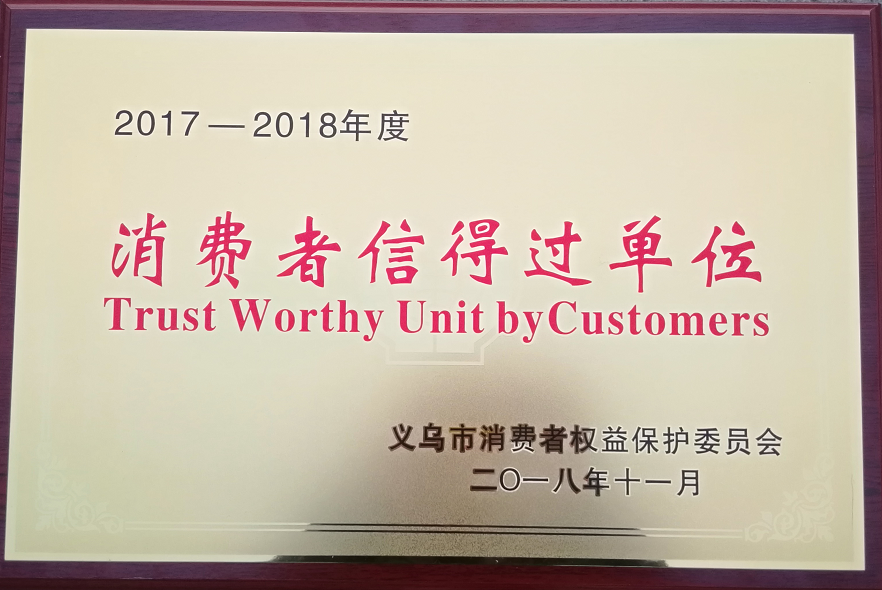 2017—2018年度
消费者信得过单位
Trust Worthy Unit byCustomers
义乌市消费者权益保护委员会
二〇一八年十一月